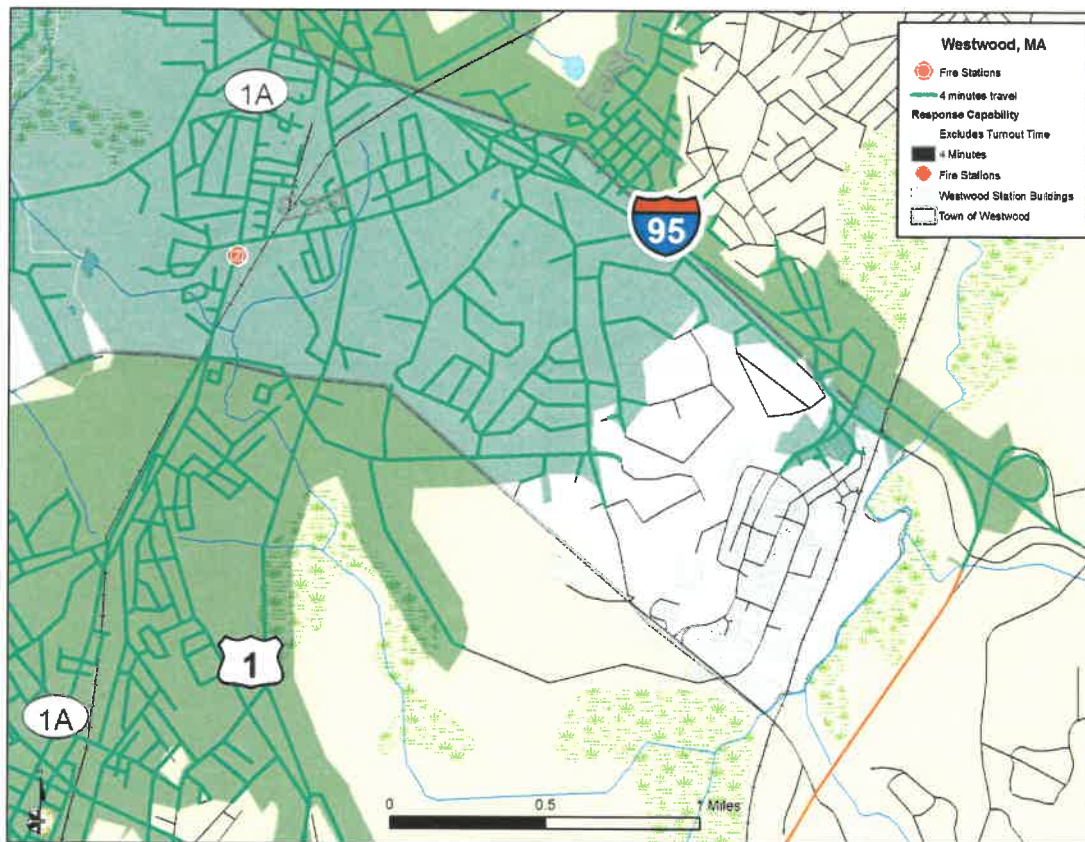 Westwood, MA
Fire Stations
4 minutes travel
Response Capability
Excludes Turnout Time
4 Minutes
Fire Stations
Westwood Station Buildings
Town of Westwood
1A
95
1
1A
0 0.5 1 Miles